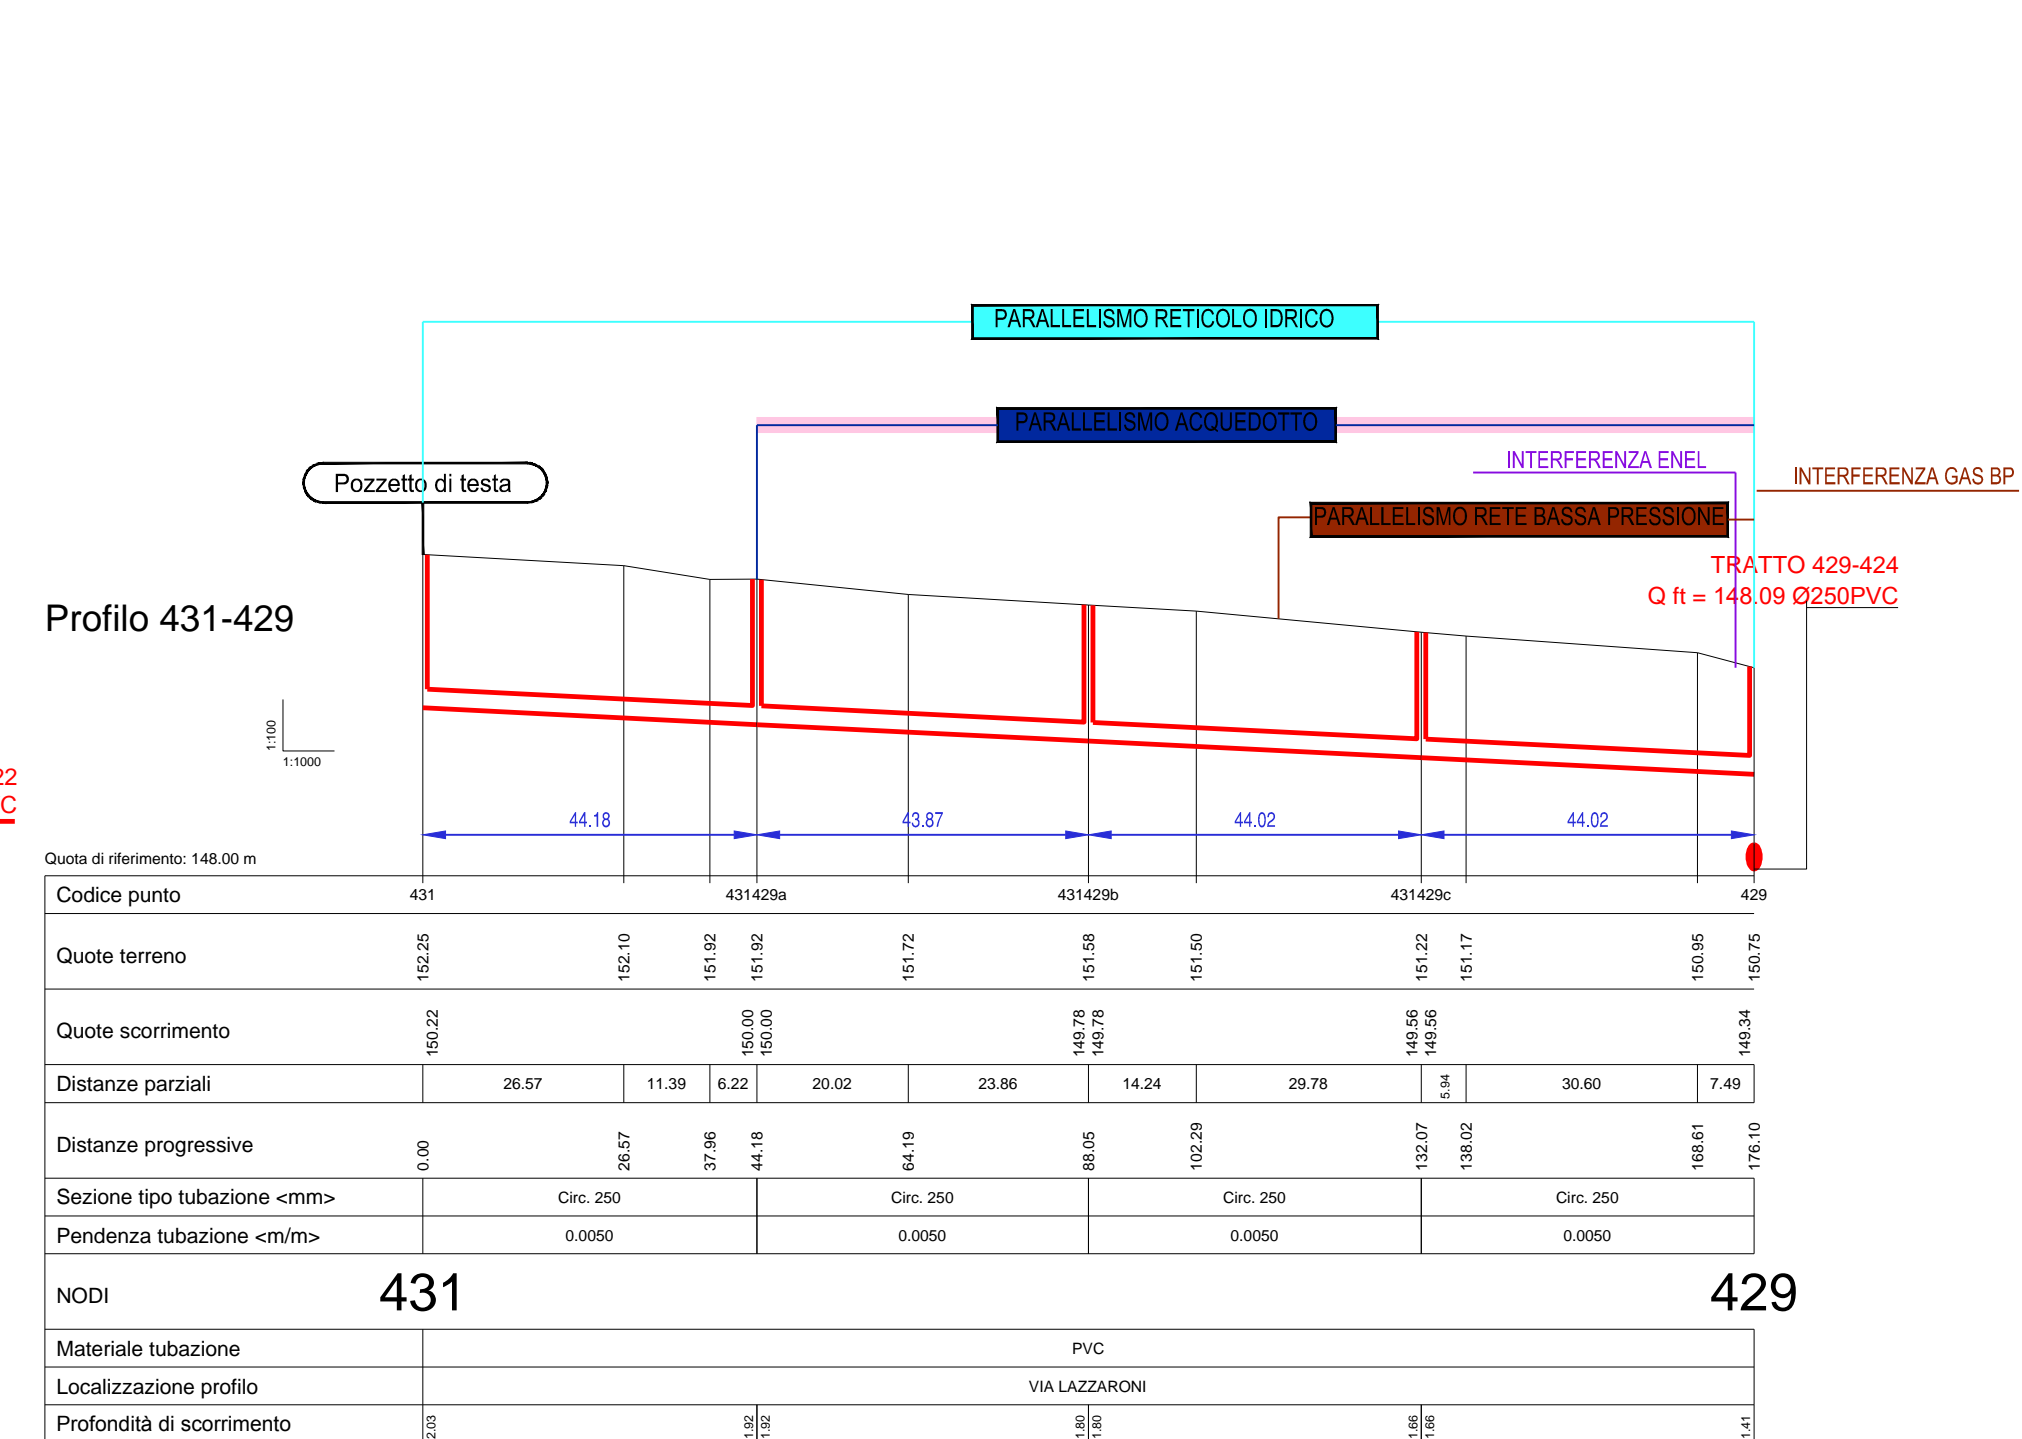 PARALLELISMO RETICOLO IDRICO
PARALLELISMO ACQUEDOTTO
INTERFERENZA ENEL
INTERFERENZA GAS BP
Pozzetto di testa
PARALLELISMO RETE BASSA PRESSIONE
TRATTO 429-424
Q ft = 148.09 Ø250PVC
Profilo 431-429
1:100
1:1000
22
C
44.18 43.87 44.02 44.02
Quota di riferimento: 148.00 m
Codice punto 431 431429a 431429b 431429c 429
Quote terreno 152.25 152.10 151.92 151.92 151.72 151.58 151.50 151.22 151.17 150.95 150.75
Quote scorrimento 150.22 150.00 150.00 149.78 149.78 149.56 149.56 149.34
Distanze parziali 26.57 11.39 6.22 20.02 23.86 14.24 29.78 5.94 30.60 7.49
Distanze progressive 0.00 26.57 37.96 44.18 64.19 88.05 102.29 132.07 138.02 168.61 176.10
Sezione tipo tubazione <mm> Circ. 250 Circ. 250 Circ. 250 Circ. 250
Pendenza tubazione <m/m> 0.0050 0.0050 0.0050 0.0050
NODI 431 429
Materiale tubazione PVC
Localizzazione profilo VIA LAZZARONI
Profondità di scorrimento 2.03 1.92 1.92 1.80 1.80 1.66 1.66 1.41